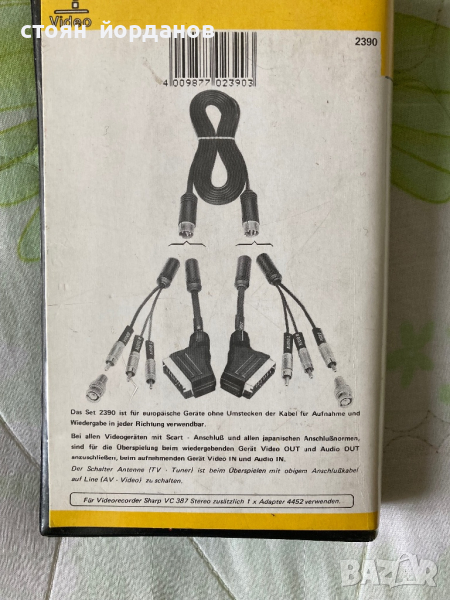 Video
стоян йорданов
2390
4 009877 023903
Das Set 2390 ist für europäische Geräte ohne Umstecken der Kabel für Aufnahme und
Wiedergabe in jeder Richtung verwendbar.
Bei allen Videogeräten mit Scart - Anschluß und allen japanischen Anschlußnormen,
sind für die Überspielung beim wiedergebenden Gerät Video OUT und Audio OUT
anzuschließen, beim aufnehmenden Gerät Video IN und Audio IN.
Der Schalter Antenne (TV - Tuner) ist beim Überspielen mit obigem Anschlußkabel
auf Line (AV - Video) zu schalten.
Für Videorecorder Sharp VC 387 Stereo zusätzlich 1 x Adapter 4452 verwenden.
BAZAR